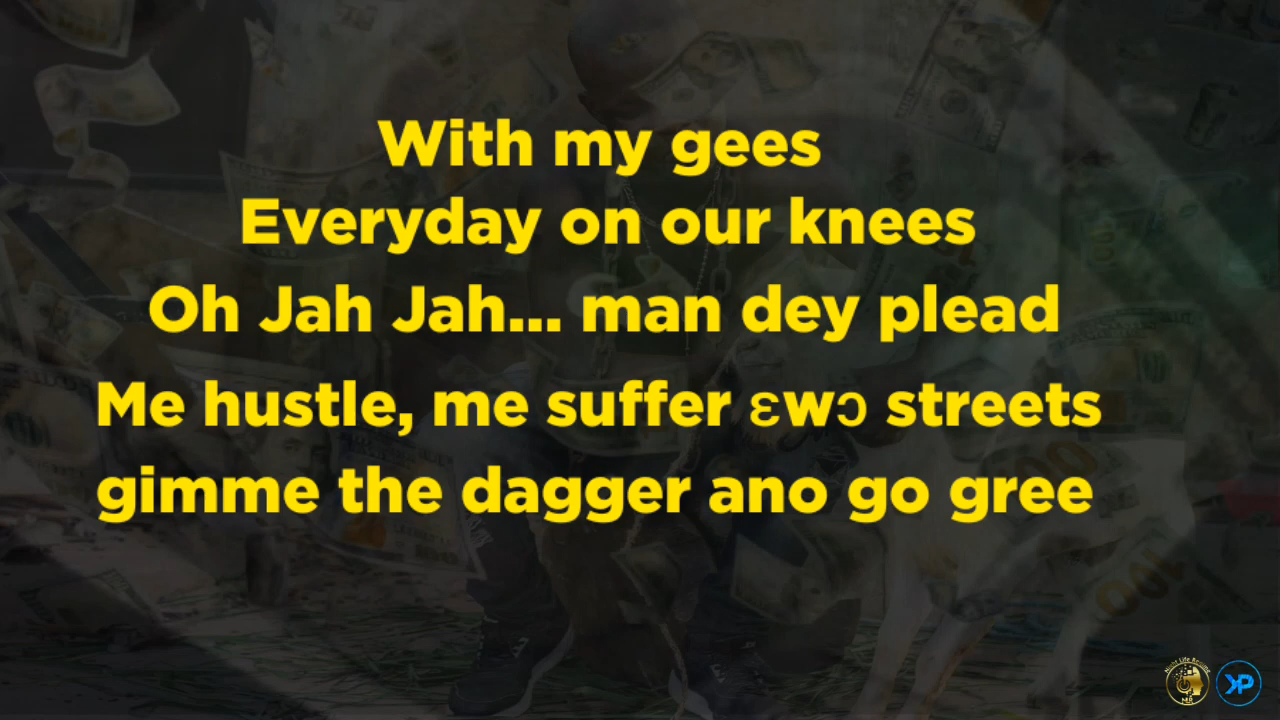 With my gees
Everyday on our knees
Oh Jah Jah... man dey plead
Me hustle, me suffer ɛwɔ streets
gimme the dagger ano go gree